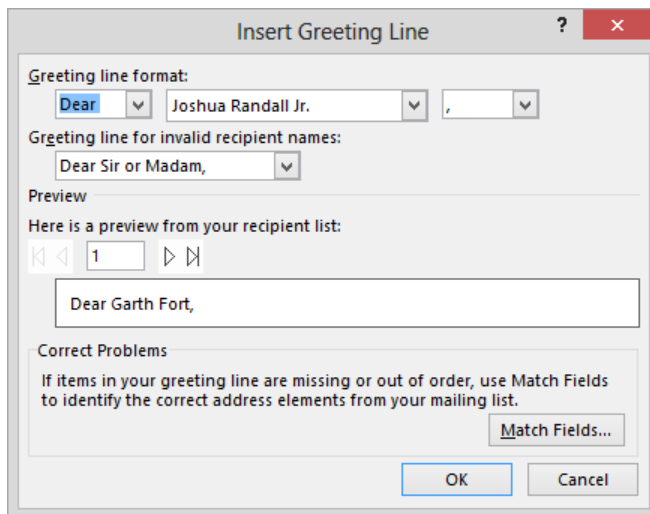 Insert Greeting Line ?
Greeting line format:
Dear Joshua Randall Jr. ,
Greeting line for invalid recipient names:
Dear Sir or Madam,
Preview
Here is a preview from your recipient list:
1
Dear Garth Fort,
Correct Problems
If items in your greeting line are missing or out of order, use Match Fields
to identify the correct address elements from your mailing list.
Match Fields...
OK Cancel